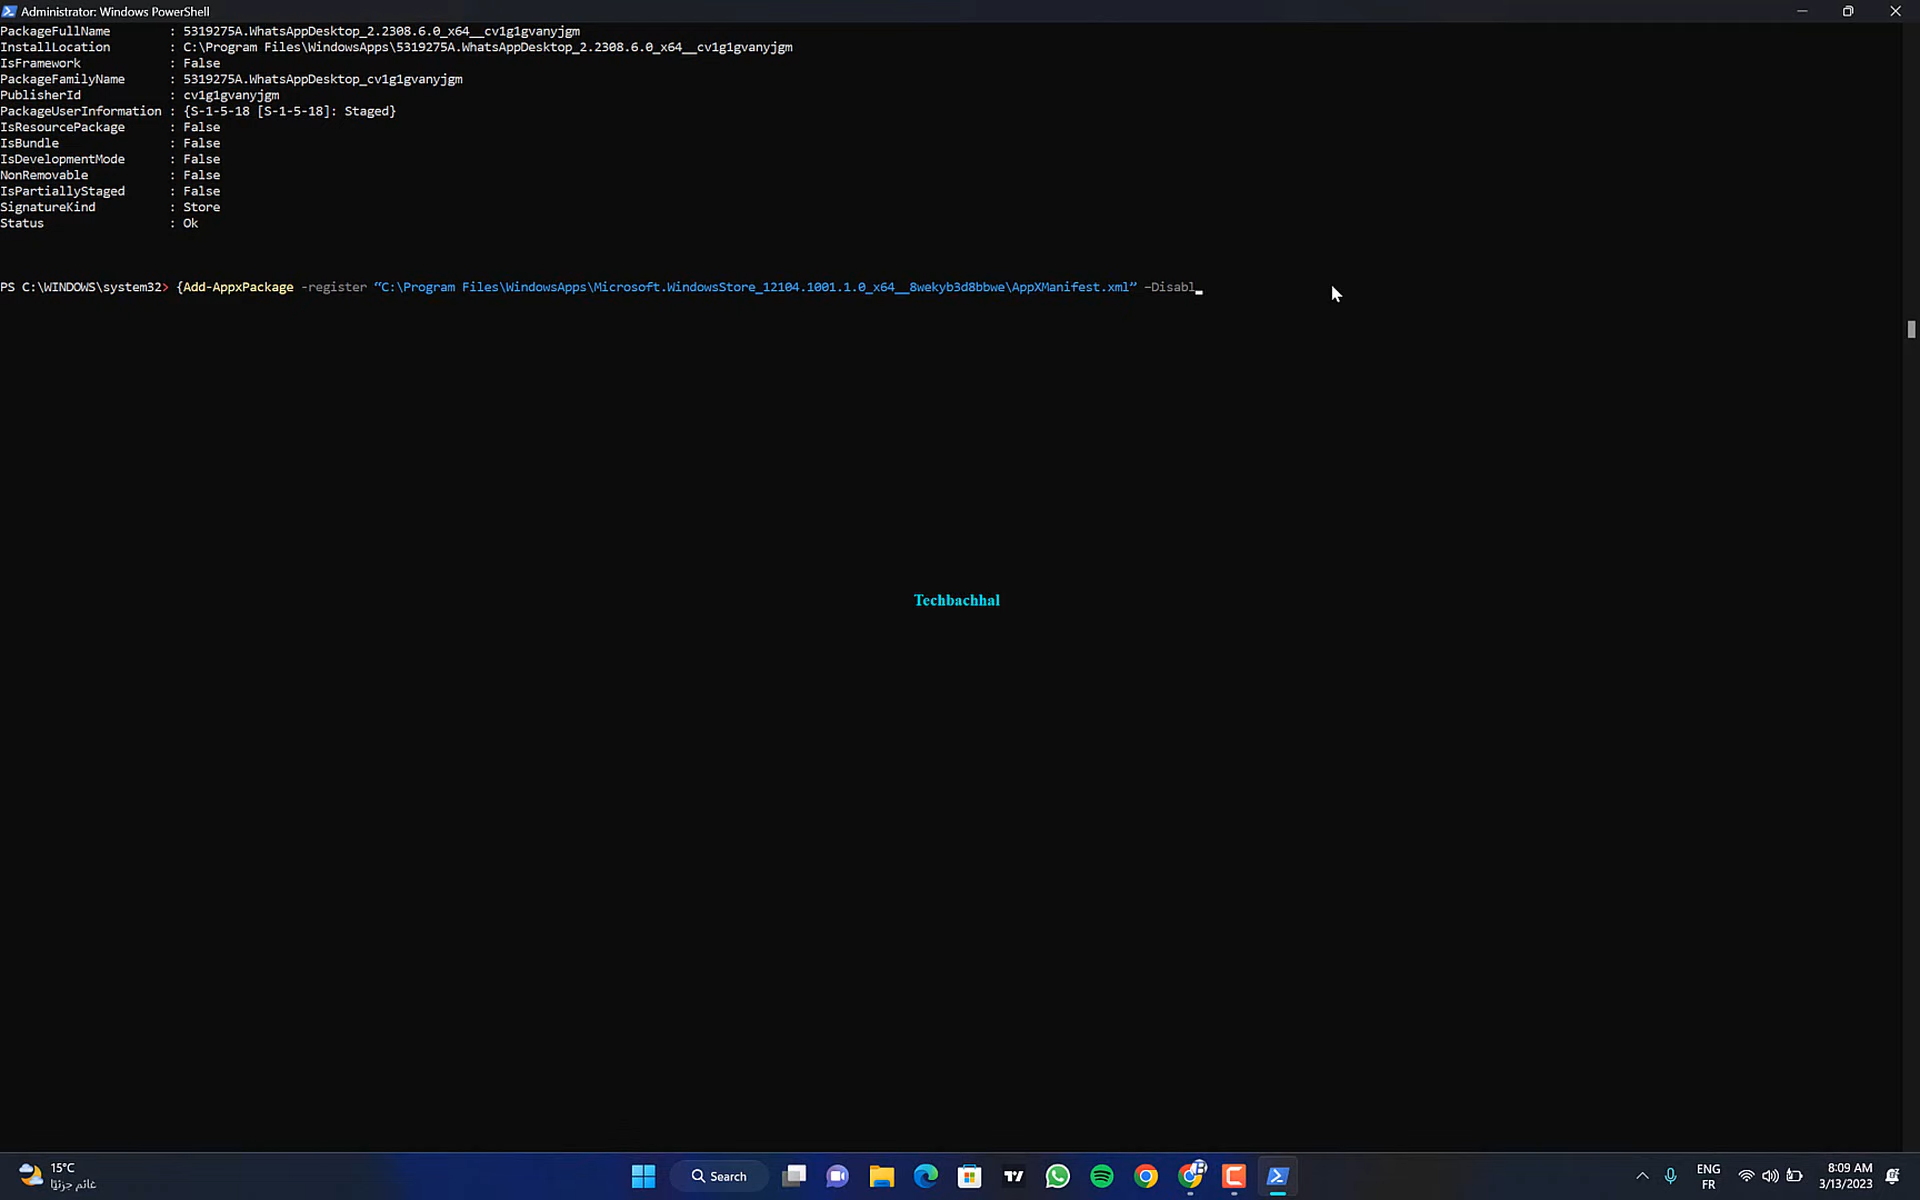 Administrator: Windows PowerShell
PackageFullName : 5319275A.WhatsAppDesktop_2.2308.6.0_x64__cv1g1gvanyjgm
InstallLocation : C:\Program Files\WindowsApps\5319275A.WhatsAppDesktop_2.2308.6.0_x64__cv1g1gvanyjgm
IsFramework : False
PackageFamilyName : 5319275A.WhatsAppDesktop_cv1g1gvanyjgm
PublisherId : cv1g1gvanyjgm
PackageUserInformation : {S-1-5-18 [S-1-5-18]: Staged}
IsResourcePackage : False
IsBundle : False
IsDevelopmentMode : False
NonRemovable : False
IsPartiallyStaged : False
SignatureKind : Store
Status : Ok
PS C:\WINDOWS\system32> {Add-AppxPackage -register “C:\Program Files\WindowsApps\Microsoft.WindowsStore_12104.1001.1.0_x64__8wekyb3d8bbwe\AppXManifest.xml” –Disabl_
Techbachhal
15°C
غائم جزئيًا
Search
ENG
FR
8:09 AM
3/13/2023